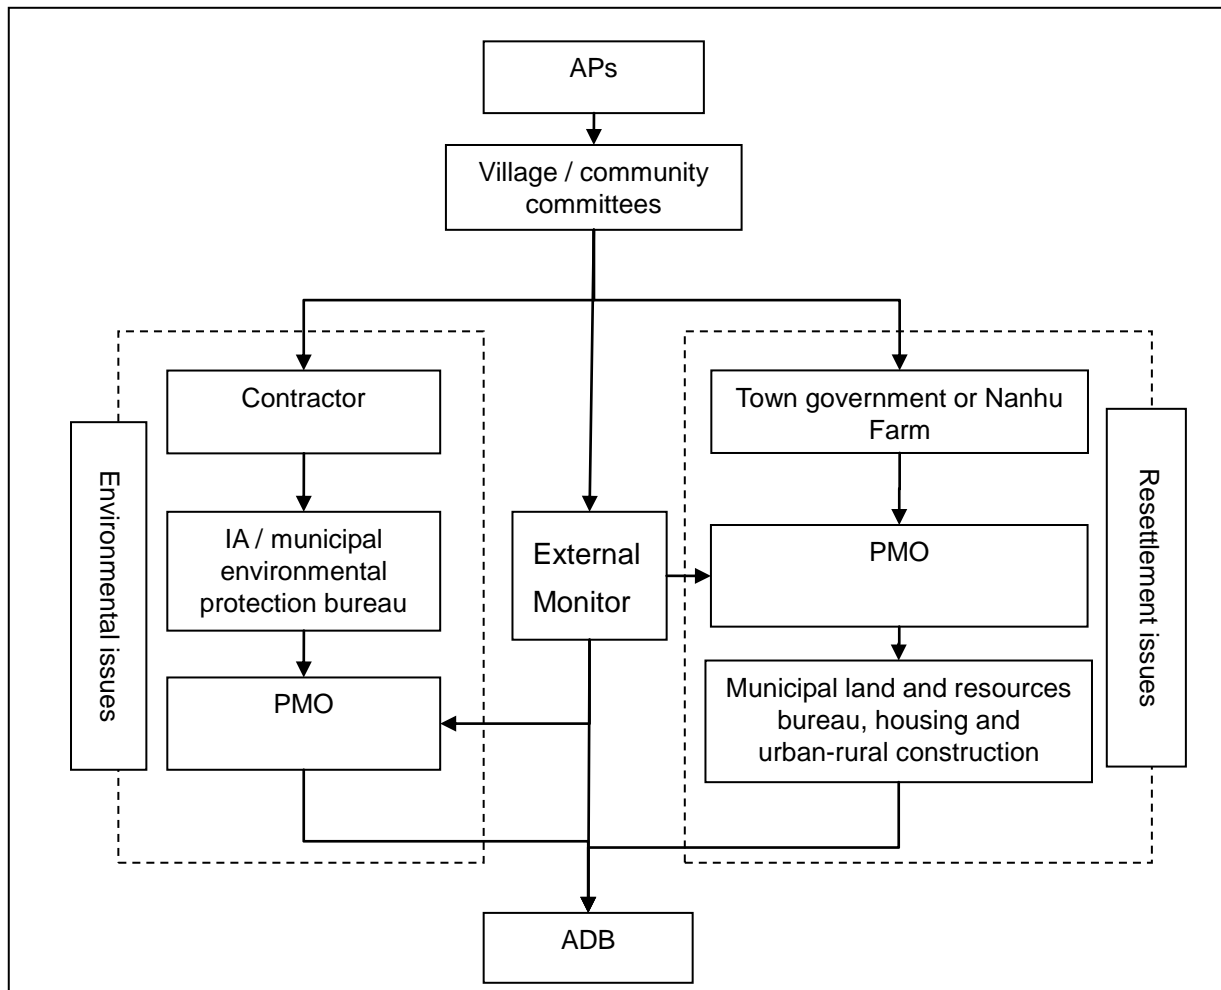 APs
Village / community
committees
Contractor
Town government or Nanhu
Farm
Environmental issues
IA / municipal
environmental
protection bureau
External
Monitor
PMO
Resettlement issues
PMO
Municipal land and resources
bureau, housing and
urban-rural construction
ADB